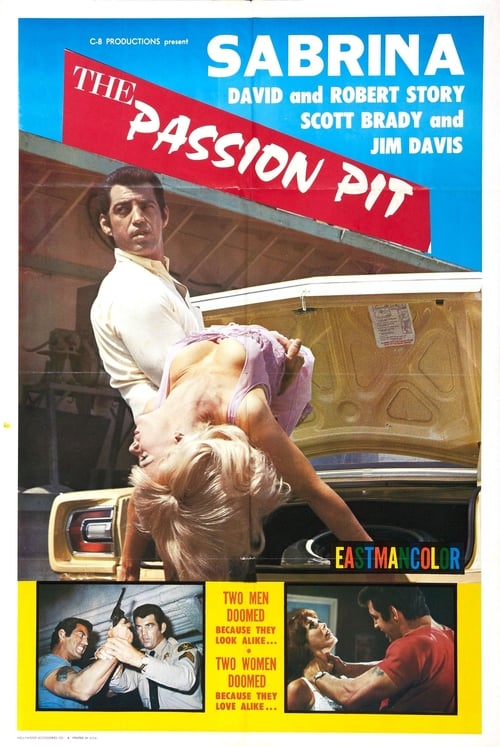 C-B PRODUCTIONS present
SABRINA
DAVID and ROBERT STORY
SCOTT BRADY and
JIM DAVIS
THE
PASSION PIT
EASTMANCOLOR
TWO MEN
DOOMED
BECAUSE THEY
LOOK ALIKE...
•
TWO WOMEN
DOOMED
BECAUSE THEY
LOVE ALIKE...